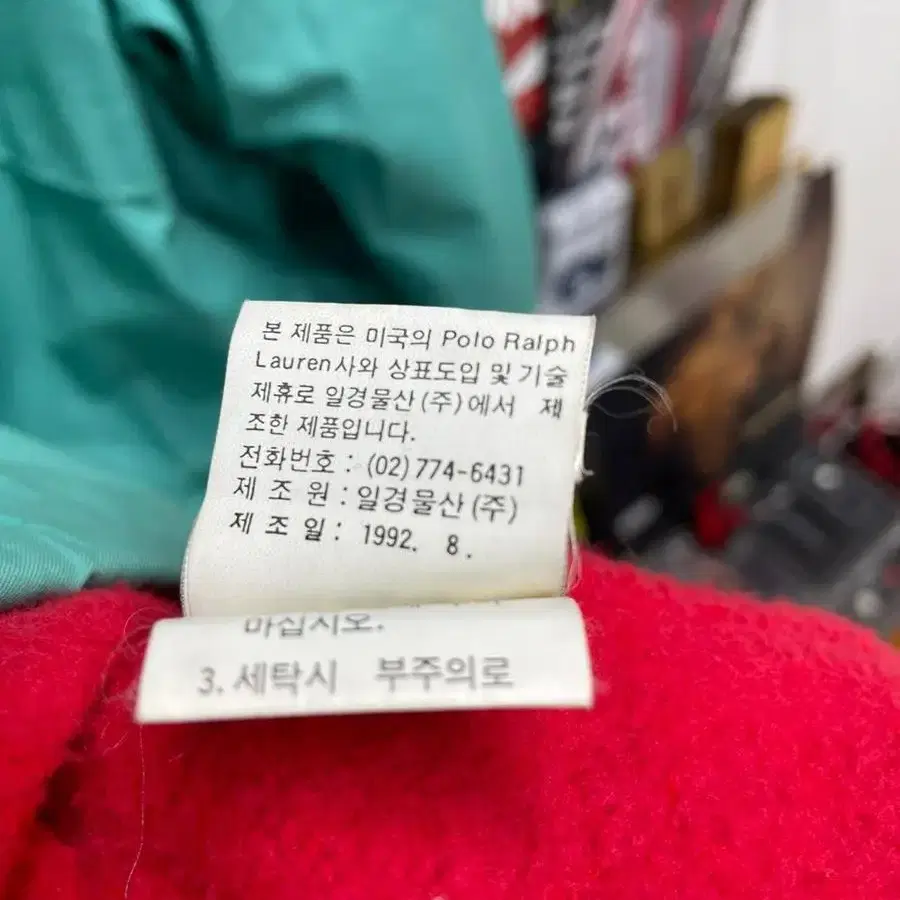 본 제품은 미국의 Polo Ralph
Lauren사와 상표도입 및 기술
제휴로 일경물산(주)에서 제
조한 제품입니다.
전화번호 : (02)774-6431
제 조 원 : 일경물산(주)
제 조 일 : 1992. 8.
마십시오.
3. 세탁시 부주의로